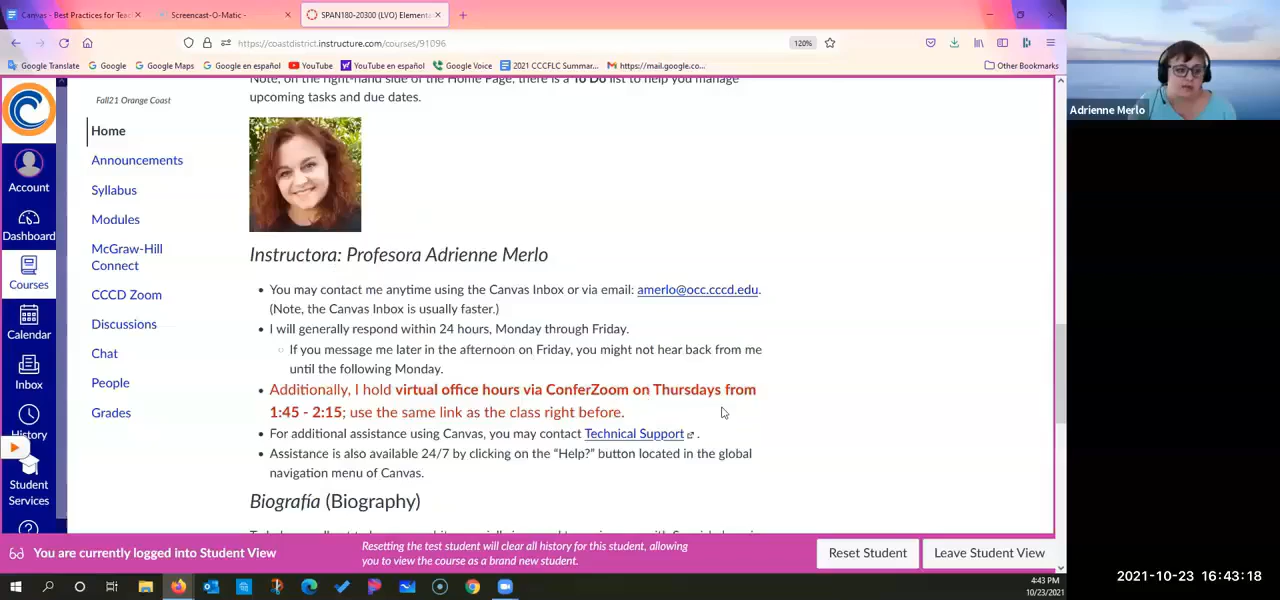 Canvas - Best Practices for Tea
Screencast-O-Matic -
SPAN180-20300 (LVO) Elementa
https://coastdistrict.instructure.com/courses/91096
120%
Google Translate
Google
Google Maps
Google en español
YouTube
YouTube en español
Google Voice
2021 CCCFLC Summar...
https://mail.google.co...
Other Bookmarks
Account
Dashboard
Courses
Calendar
Inbox
History
Student
Services
Fall21 Orange Coast
Home
Announcements
Syllabus
Modules
McGraw-Hill
Connect
CCCD Zoom
Discussions
Chat
People
Grades
Note, on the right-hand side of the Home Page, there is a To Do list to help you manage
upcoming tasks and due dates.
Instructora: Profesora Adrienne Merlo
• You may contact me anytime using the Canvas Inbox or via email: amerlo@occ.cccd.edu.
(Note, the Canvas Inbox is usually faster.)
• I will generally respond within 24 hours, Monday through Friday.
◦ If you message me later in the afternoon on Friday, you might not hear back from me
until the following Monday.
• Additionally, I hold virtual office hours via ConferZoom on Thursdays from
1:45 - 2:15; use the same link as the class right before.
• For additional assistance using Canvas, you may contact Technical Support.
• Assistance is also available 24/7 by clicking on the “Help?” button located in the global
navigation menu of Canvas.
Biografía (Biography)
You are currently logged into Student View
Resetting the test student will clear all history for this student, allowing
you to view the course as a brand new student.
Reset Student
Leave Student View
4:43 PM
10/23/2021
Adrienne Merlo
2021-10-23 16:43:18